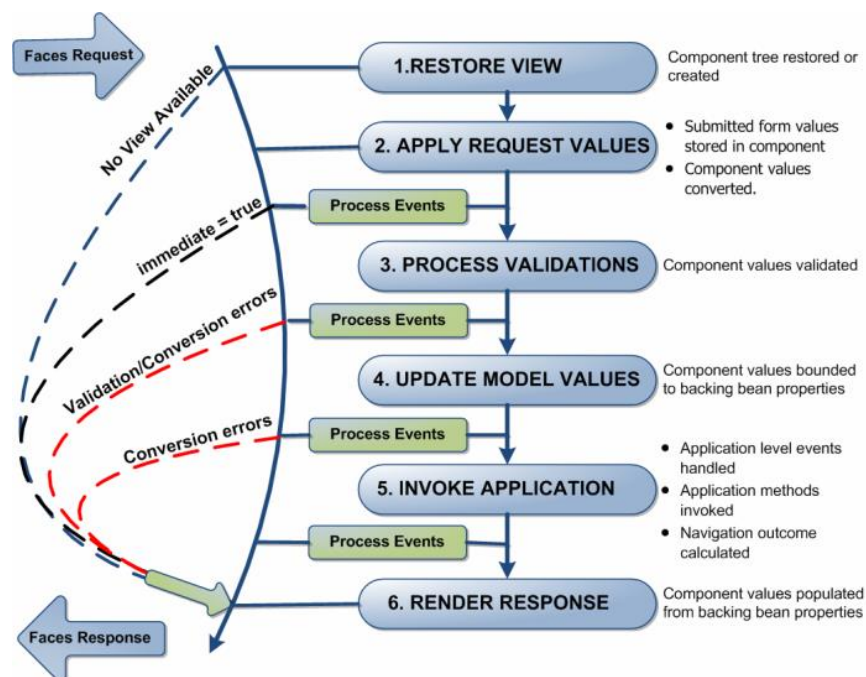 Faces Request
1.RESTORE VIEW
Component tree restored or
created
No View Available
2. APPLY REQUEST VALUES
• Submitted form values
stored in component
• Component values
converted.
immediate = true
Process Events
3. PROCESS VALIDATIONS
Component values validated
Validation/Conversion errors
Process Events
4. UPDATE MODEL VALUES
Component values bounded
to backing bean properties
Conversion errors
Process Events
5. INVOKE APPLICATION
• Application level events
handled
• Application methods
invoked
• Navigation outcome
calculated
Process Events
6. RENDER RESPONSE
Component values populated
from backing bean properties
Faces Response